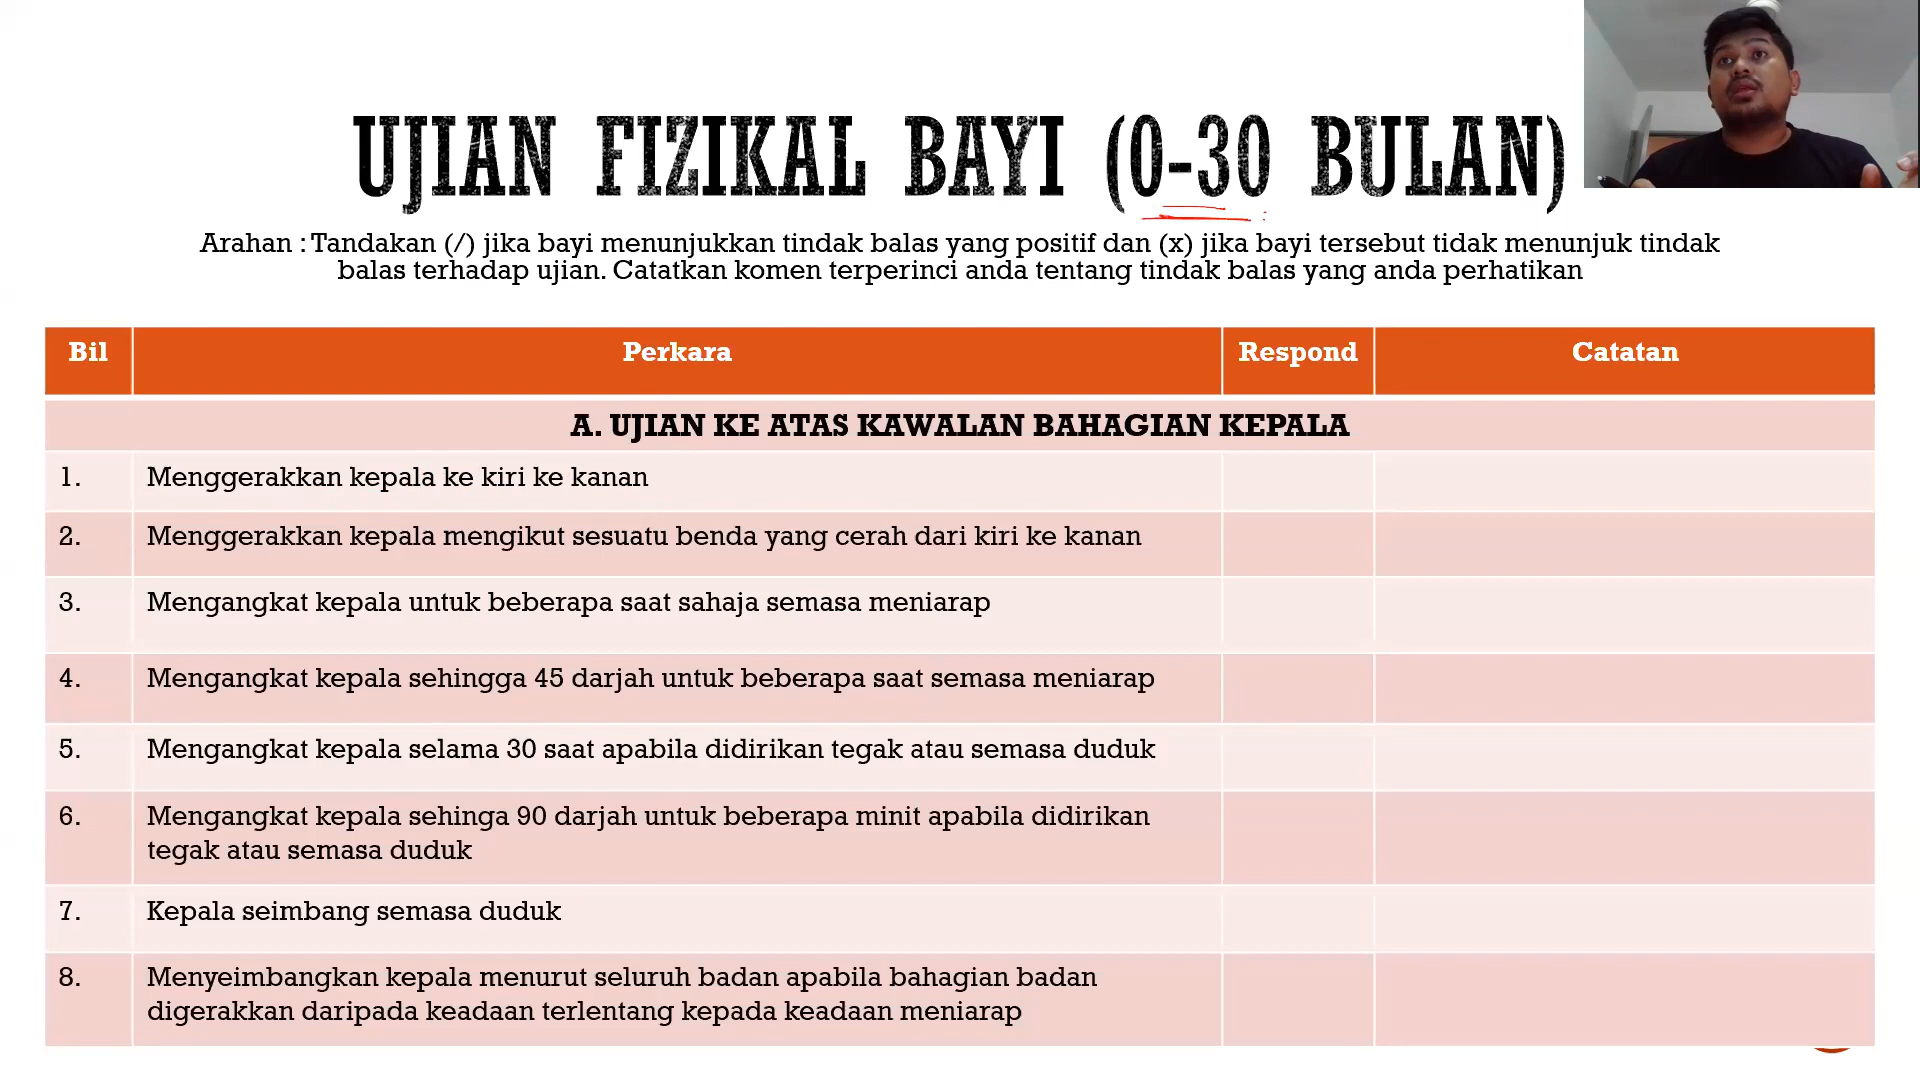 UJIAN FIZIKAL BAYI (0-30 BULAN)
Arahan : Tandakan (/) jika bayi menunjukkan tindak balas yang positif dan (x) jika bayi tersebut tidak menunjuk tindak
balas terhadap ujian. Catatkan komen terperinci anda tentang tindak balas yang anda perhatikan
Bil Perkara Respond Catatan
A. UJIAN KE ATAS KAWALAN BAHAGIAN KEPALA
1. Menggerakkan kepala ke kiri ke kanan
2. Menggerakkan kepala mengikut sesuatu benda yang cerah dari kiri ke kanan
3. Mengangkat kepala untuk beberapa saat sahaja semasa meniarap
4. Mengangkat kepala sehingga 45 darjah untuk beberapa saat semasa meniarap
5. Mengangkat kepala selama 30 saat apabila didirikan tegak atau semasa duduk
6. Mengangkat kepala sehinga 90 darjah untuk beberapa minit apabila didirikan
tegak atau semasa duduk
7. Kepala seimbang semasa duduk
8. Menyeimbangkan kepala menurut seluruh badan apabila bahagian badan
digerakkan daripada keadaan terlentang kepada keadaan meniarap